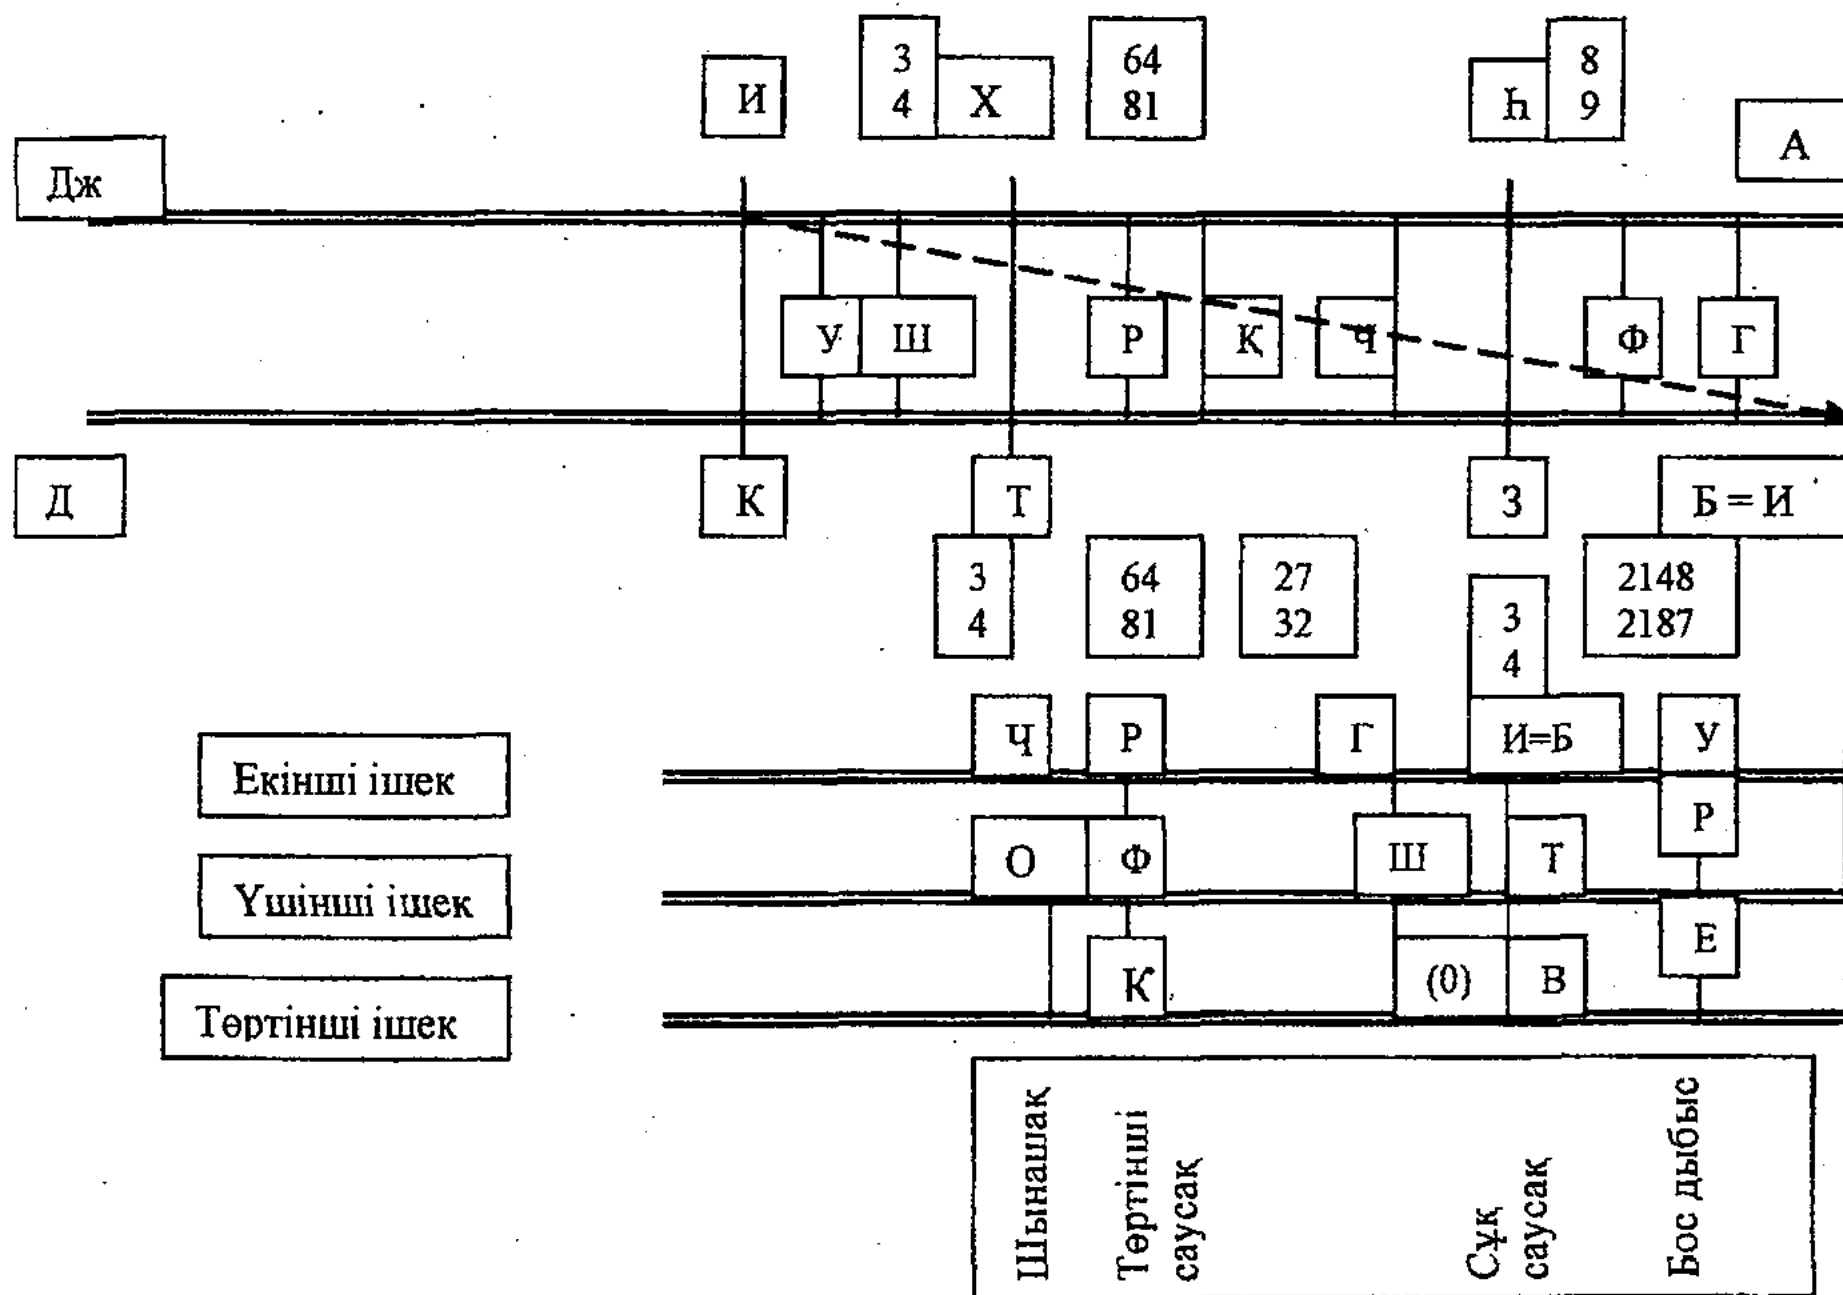 3 64 8
И 4 Х 81 һ 9
Дж А
У Ш Р Қ Ч Ф Г
Д К Т З Б = И
3 64 27 3 2148
4 81 32 4 2187
Ч Р Г И=Б У
Екінші ішек
Р
О Ф Ш Т
Үшінші ішек
Е
К (0) В
Төртінші ішек
Шынашақ
Төртінші
саусақ
Сұқ
саусақ
Бос дыбыс